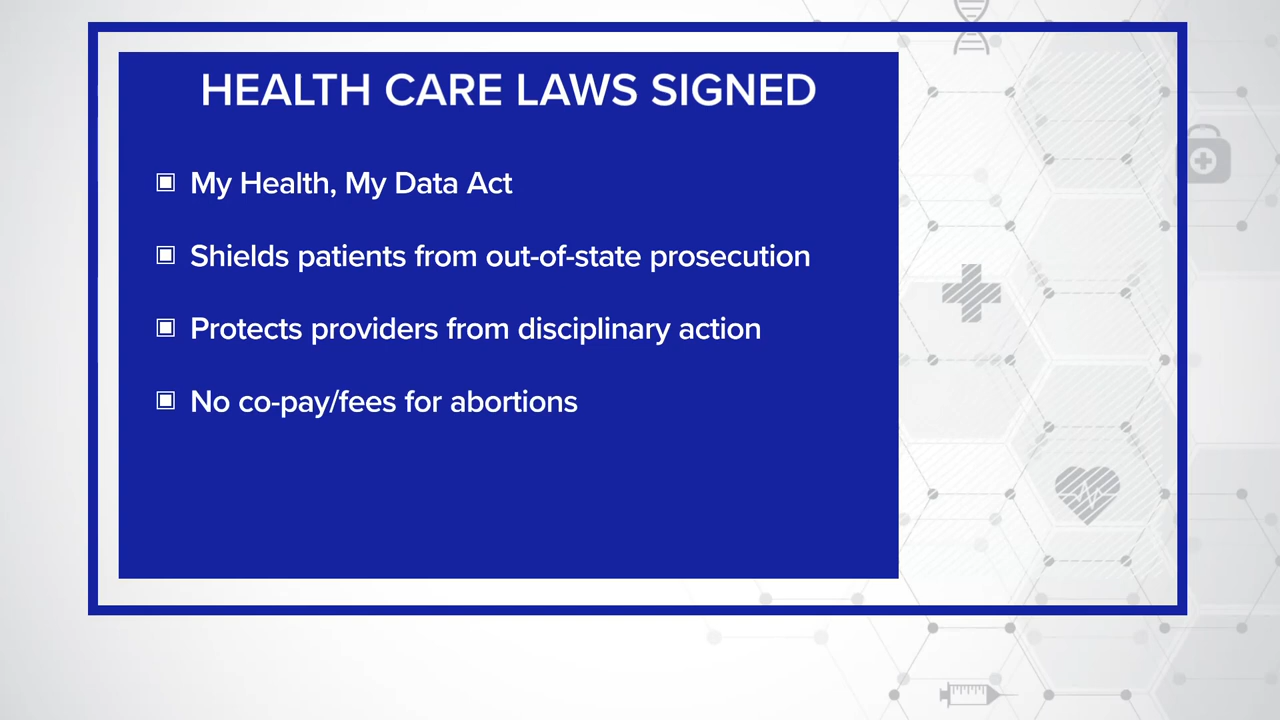 HEALTH CARE LAWS SIGNED
My Health, My Data Act
Shields patients from out-of-state prosecution
Protects providers from disciplinary action
No co-pay/fees for abortions